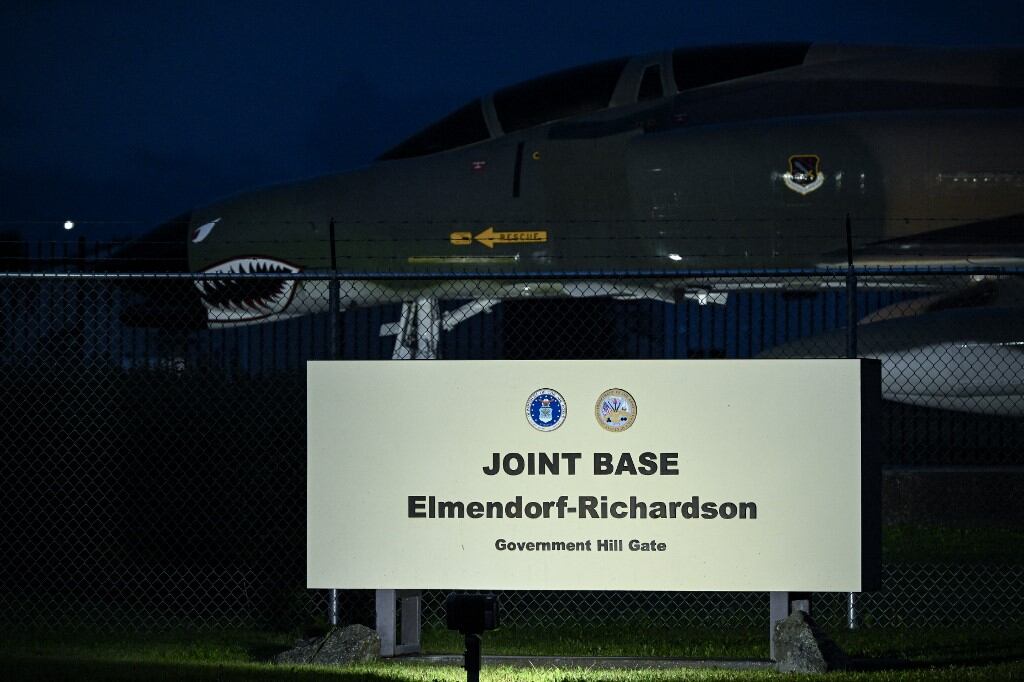 RESCUE
JOINT BASE
Elmendorf-Richardson
Government Hill Gate